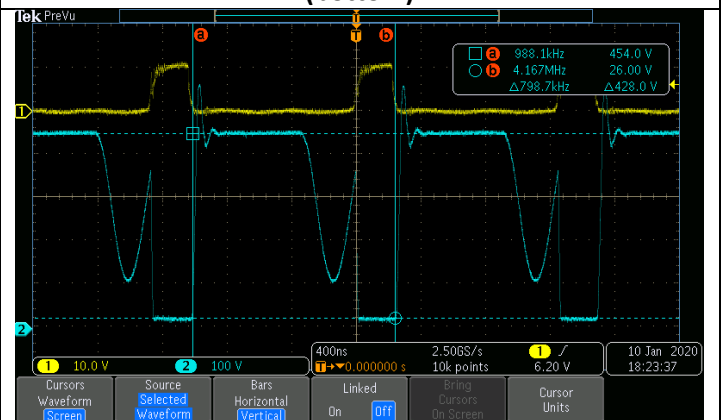 Tek PreVu
a
T
b
a 988.1kHz 454.0 V
b 4.167MHz 26.00 V
△798.7kHz △428.0 V
1
2
1 10.0 V 2 100 V
400ns 2.50GS/s 1 6.20 V
T→▼0.000000 s 10k points
10 Jan 2020
18:23:37
Cursors Waveform Screen
Source Selected Waveform
Bars Horizontal Vertical
Linked On Off
Bring Cursors On Screen
Cursor Units